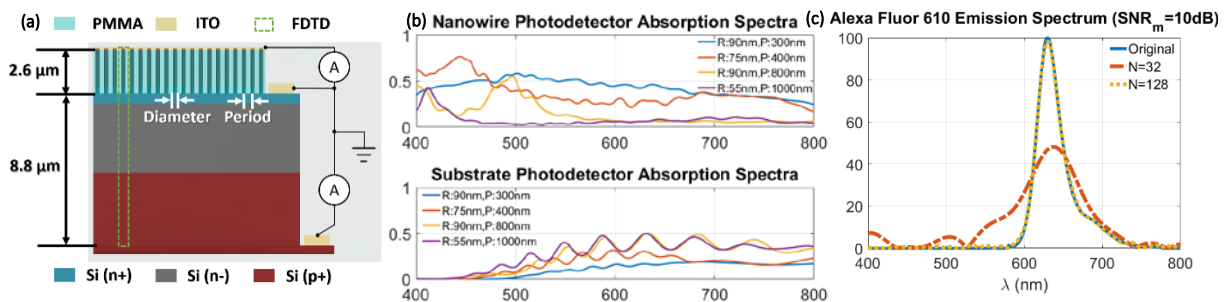 (a)
PMMA ITO FDTD
2.6 μm
A
Diameter Period
8.8 μm
A
Si (n+) Si (n-) Si (p+)
(b)
Nanowire Photodetector Absorption Spectra
1
0.5
0
R:90nm,P:300nm
R:75nm,P:400nm
R:90nm,P:800nm
R:55nm,P:1000nm
400 500 600 700 800
Substrate Photodetector Absorption Spectra
1
0.5
0
R:90nm,P:300nm
R:75nm,P:400nm
R:90nm,P:800nm
R:55nm,P:1000nm
400 500 600 700 800
(c)
Alexa Fluor 610 Emission Spectrum (SNRm=10dB)
100
80
60
40
20
0
Original
N=32
N=128
400 500 600 700 800
λ (nm)